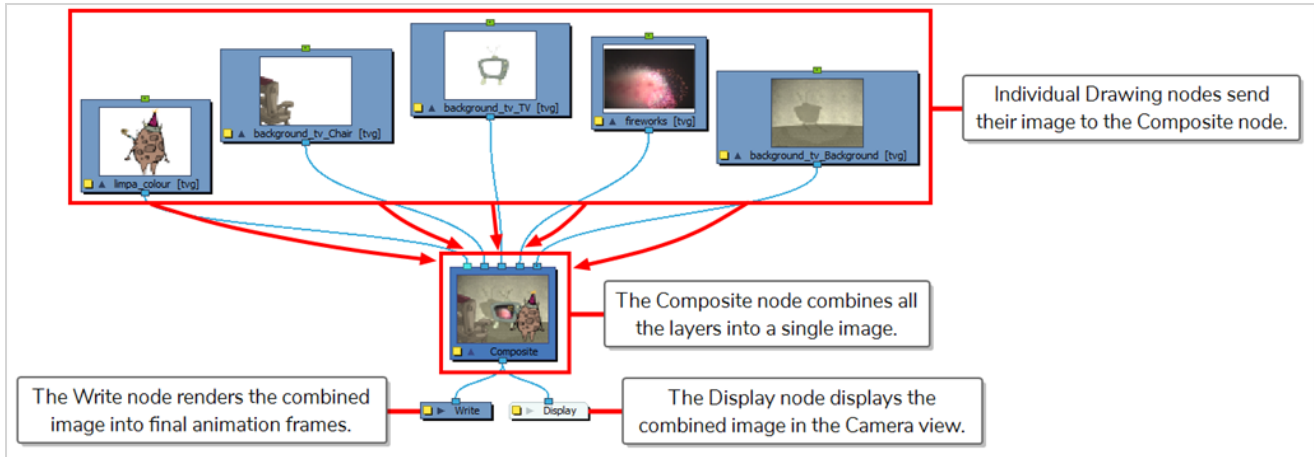 background_tv_TV [tvg]
background_tv_Chair [tvg]
fireworks [tvg]
background_tv_Background [tvg]
limpa_colour [tvg]
Individual Drawing nodes send
their image to the Composite node.
Composite
The Composite node combines all
the layers into a single image.
The Write node renders the combined
image into final animation frames.
Write
Display
The Display node displays the
combined image in the Camera view.